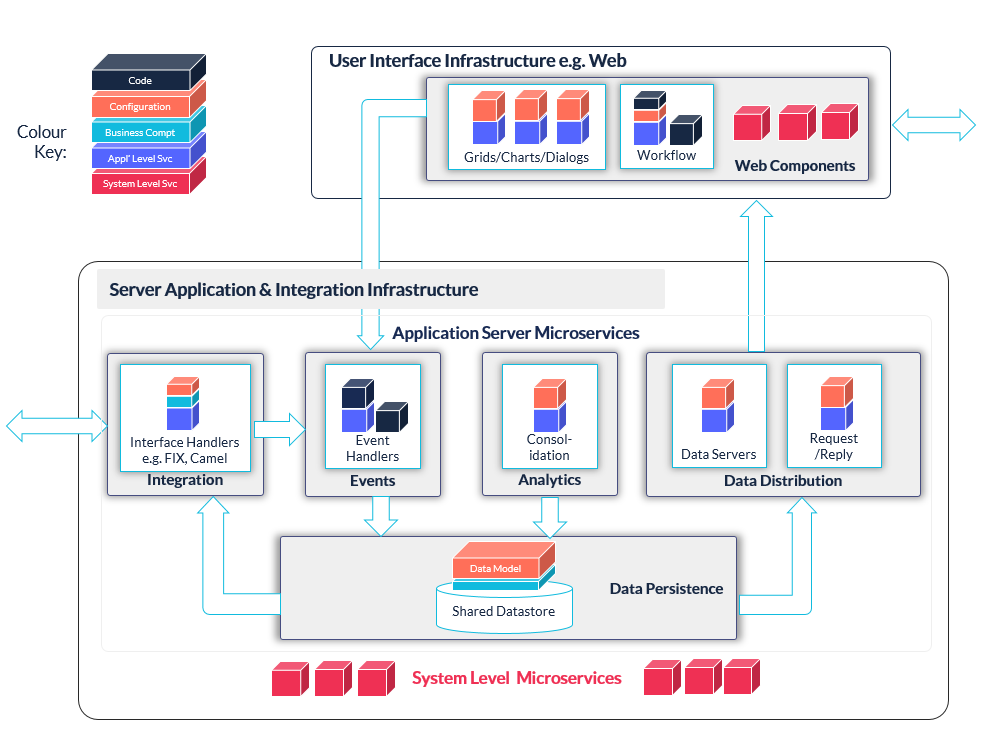 User Interface Infrastructure e.g. Web
Code
Configuration
Business Compt
Appl' Level Svc
System Level Svc
Colour
Key:
Grids/Charts/Dialogs
Workflow
Web Components
Server Application & Integration Infrastructure
Application Server Microservices
Interface Handlers
e.g. FIX, Camel
Integration
Event
Handlers
Events
Consol-
idation
Analytics
Data Servers
Request
/Reply
Data Distribution
Data Model
Shared Datastore
Data Persistence
System Level Microservices